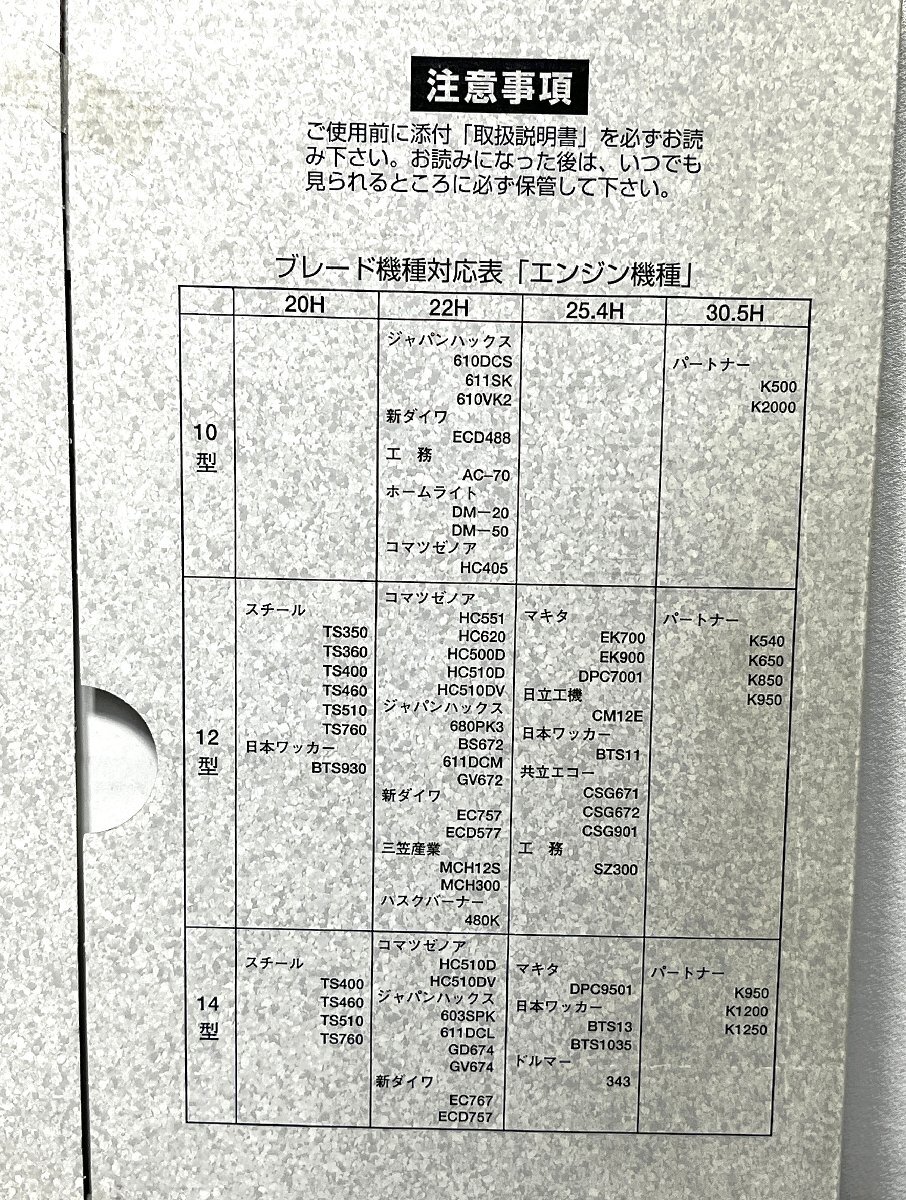 注意事項
ご使用前に添付「取扱説明書」を必ずお読
み下さい。お読みになった後は、いつでも
見られるところに必ず保管して下さい。
ブレード機種対応表「エンジン機種」
20H 22H 25.4H 30.5H
10
型
ジャパンハックス
610DCS
611SK
610VK2
新ダイワ
ECD488
工 務
AC-70
ホームライト
DM-20
DM-50
コマツゼノア
HC405
パートナー
K500
K2000
12
型
スチール
TS350
TS360
TS400
TS460
TS510
TS760
日本ワッカー
BTS930
コマツゼノア
HC551
HC620
HC500D
HC510D
HC510DV
ジャパンハックス
680PK3
BS672
611DCM
GV672
新ダイワ
EC757
ECD577
三笠産業
MCH12S
MCH300
ハスクバーナー
480K
マキタ
EK700
EK900
DPC7001
日立工機
CM12E
日本ワッカー
BTS11
共立エコー
CSG671
CSG672
CSG901
工 務
SZ300
パートナー
K540
K650
K850
K950
14
型
スチール
TS400
TS460
TS510
TS760
コマツゼノア
HC510D
HC510DV
ジャパンハックス
603SPK
611DCL
GD674
GV674
新ダイワ
EC767
ECD757
マキタ
DPC9501
日本ワッカー
BTS13
BTS1035
ドルマー
343
パートナー
K950
K1200
K1250